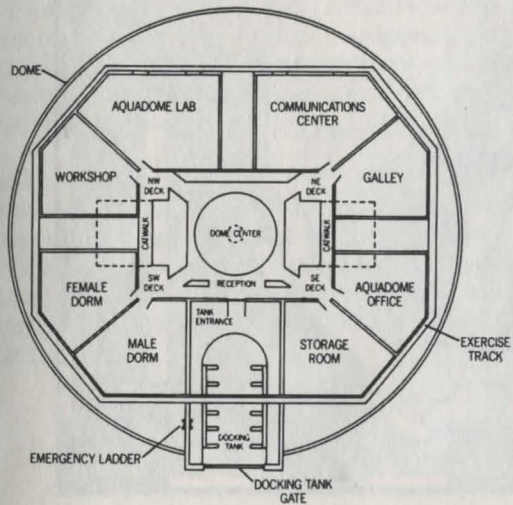 DOME
AQUADOME LAB
COMMUNICATIONS
CENTER
WORKSHOP
NW
DECK
NE
DECK
GALLEY
CATWALK
DOME CENTER
CATWALK
FEMALE
DORM
SW
DECK
RECEPTION
SE
DECK
AQUADOME
OFFICE
TANK
ENTRANCE
MALE
DORM
STORAGE
ROOM
EXERCISE
TRACK
EMERGENCY LADDER
DOCKING
TANK
DOCKING TANK
GATE